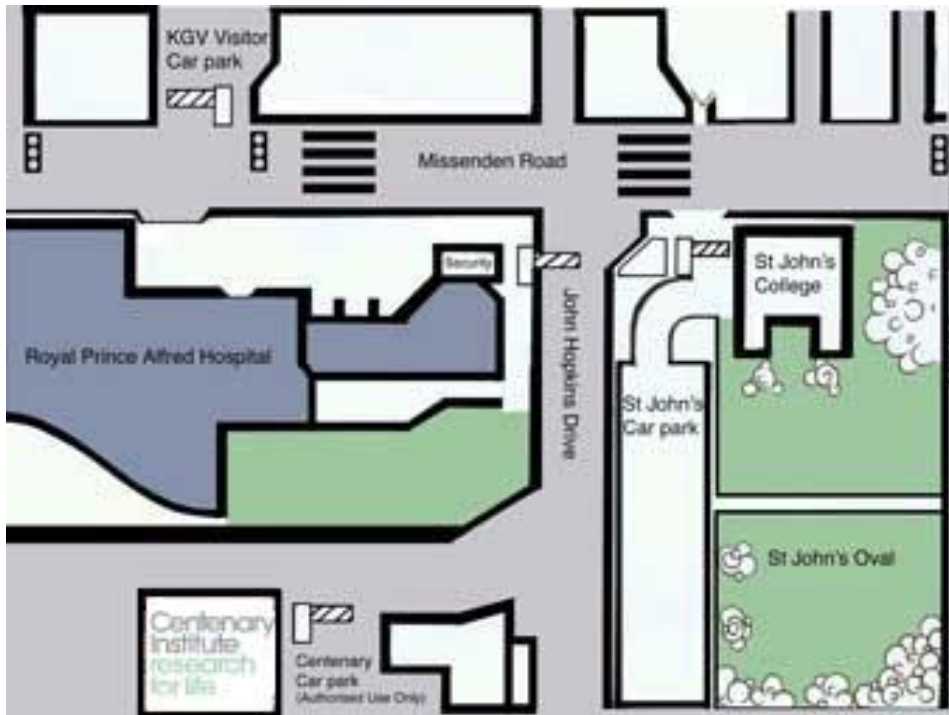 KGV Visitor
Car park
Missenden Road
Security
St John's
College
John Hopkins Drive
Royal Prince Alfred Hospital
St John's
Car park
St John's Oval
Centenary
Institute
research
for life
Centenary
Car park
(Authorised Use Only)